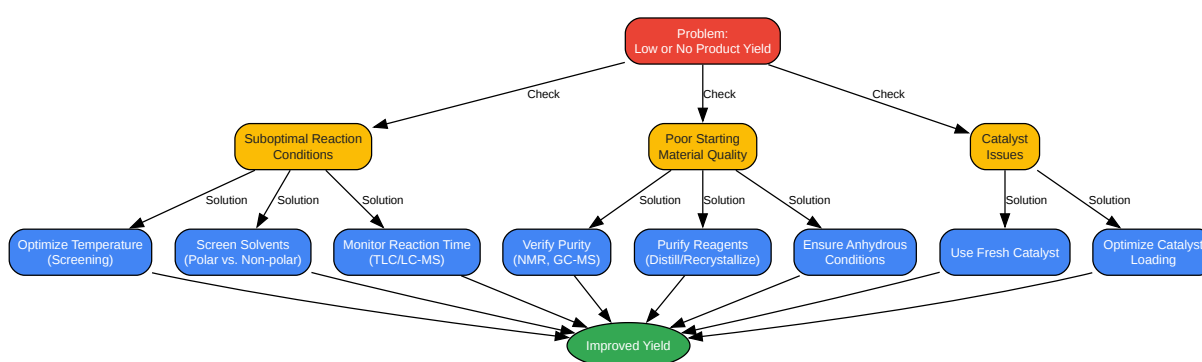 Problem:
Low or No Product Yield
Check
Check
Check
Suboptimal Reaction
Conditions
Poor Starting
Material Quality
Catalyst
Issues
Solution
Solution
Solution
Solution
Solution
Solution
Solution
Solution
Optimize Temperature
(Screening)
Screen Solvents
(Polar vs. Non-polar)
Monitor Reaction Time
(TLC/LC-MS)
Verify Purity
(NMR, GC-MS)
Purify Reagents
(Distill/Recrystallize)
Ensure Anhydrous
Conditions
Use Fresh Catalyst
Optimize Catalyst
Loading
Improved Yield